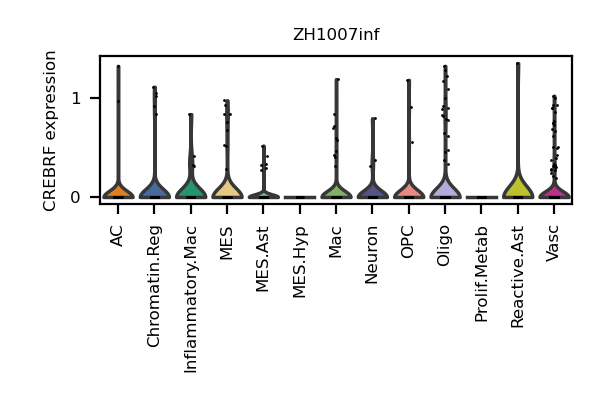 ZH1007inf
CREBRF expression
1
0
AC
Chromatin.Reg
Inflammatory.Mac
MES
MES.Ast
MES.Hyp
Mac
Neuron
OPC
Oligo
Prolif.Metab
Reactive.Ast
Vasc